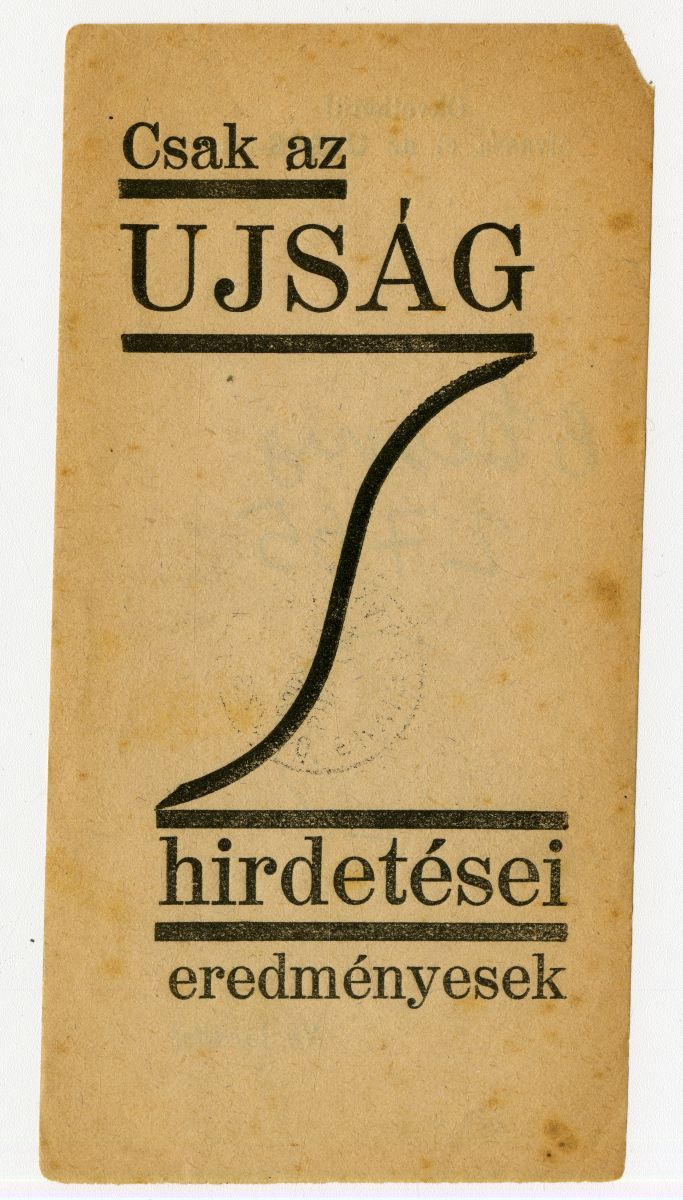 Csak az
UJSÁG
hirdetései
eredményesek